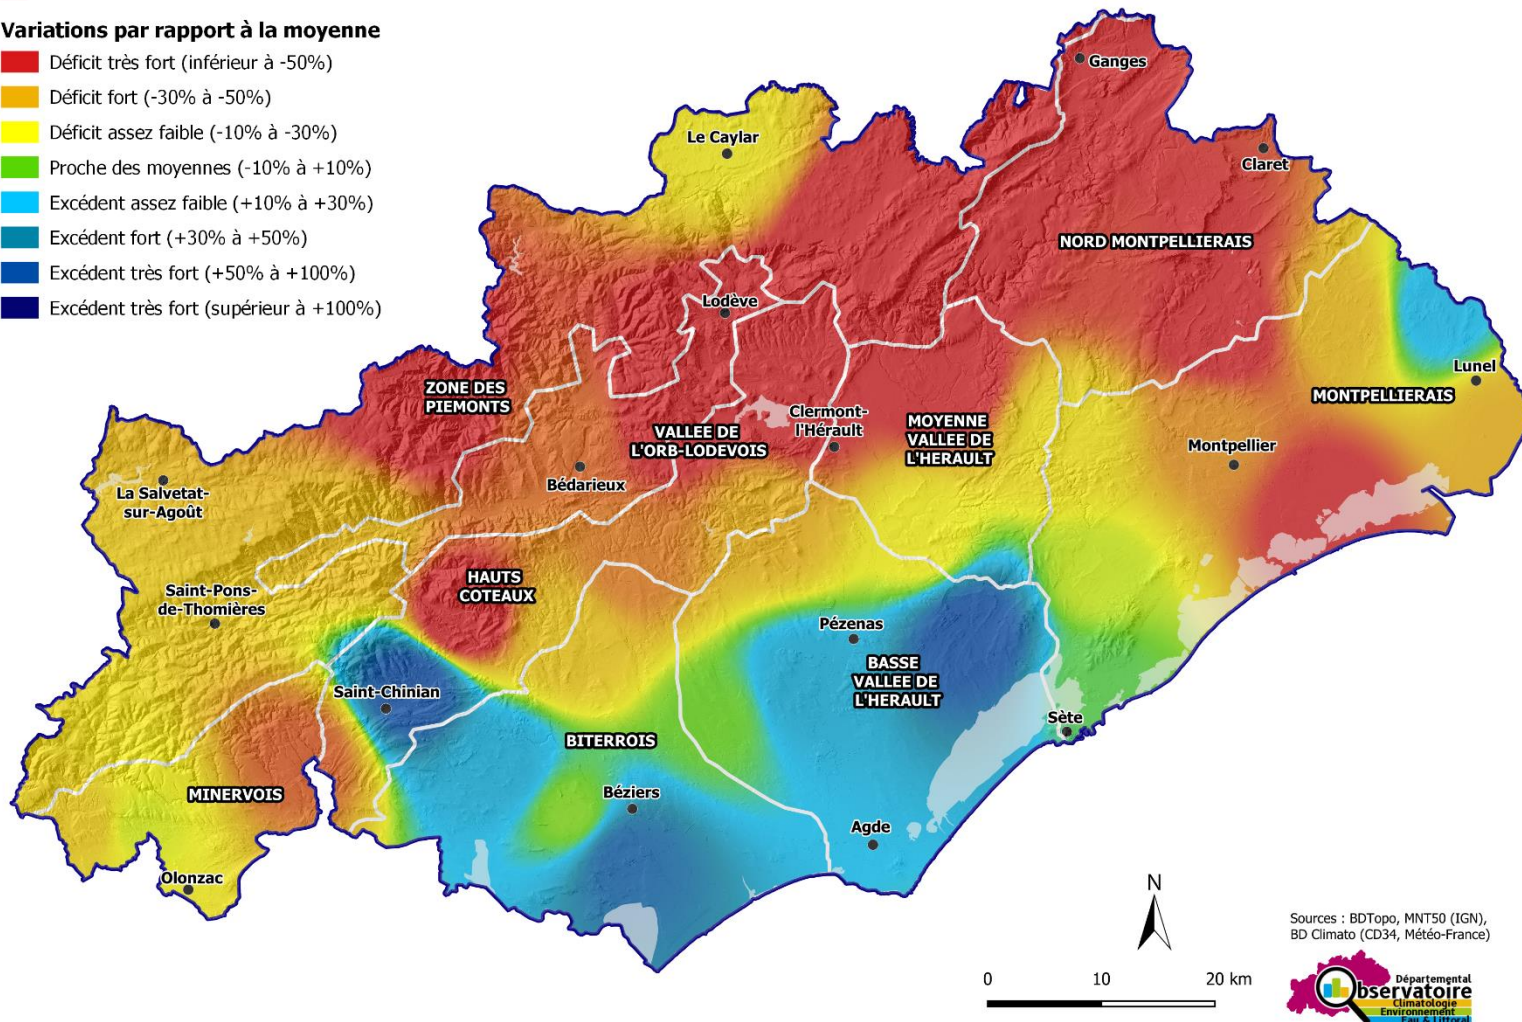 Variations par rapport à la moyenne
Déficit très fort (inférieur à -50%)
Déficit fort (-30% à -50%)
Déficit assez faible (-10% à -30%)
Proche des moyennes (-10% à +10%)
Excédent assez faible (+10% à +30%)
Excédent fort (+30% à +50%)
Excédent très fort (+50% à +100%)
Excédent très fort (supérieur à +100%)
Ganges
Le Caylar
Claret
NORD MONTPELLIERAIS
Lodève
Lunel
ZONE DES
PIEMONTS
MONTPELLIERAIS
Clermont-
l'Hérault
MOYENNE
VALLEE DE
L'HERAULT
VALLEE DE
L'ORB-LODEVOIS
Montpellier
Bédarieux
La Salvetat-
sur-Agoût
HAUTS
COTEAUX
Saint-Pons-
de-Thomières
Pézenas
BASSE
VALLEE DE
L'HERAULT
Saint-Chinian
Sète
BITERROIS
MINERVOIS
Béziers
Agde
Olonzac
N
0 10 20 km
Sources : BDTopo, MNT50 (IGN),
BD Climato (CD34, Météo-France)
Départemental
Observatoire
Climatologie
Environnement
Eau & Littoral